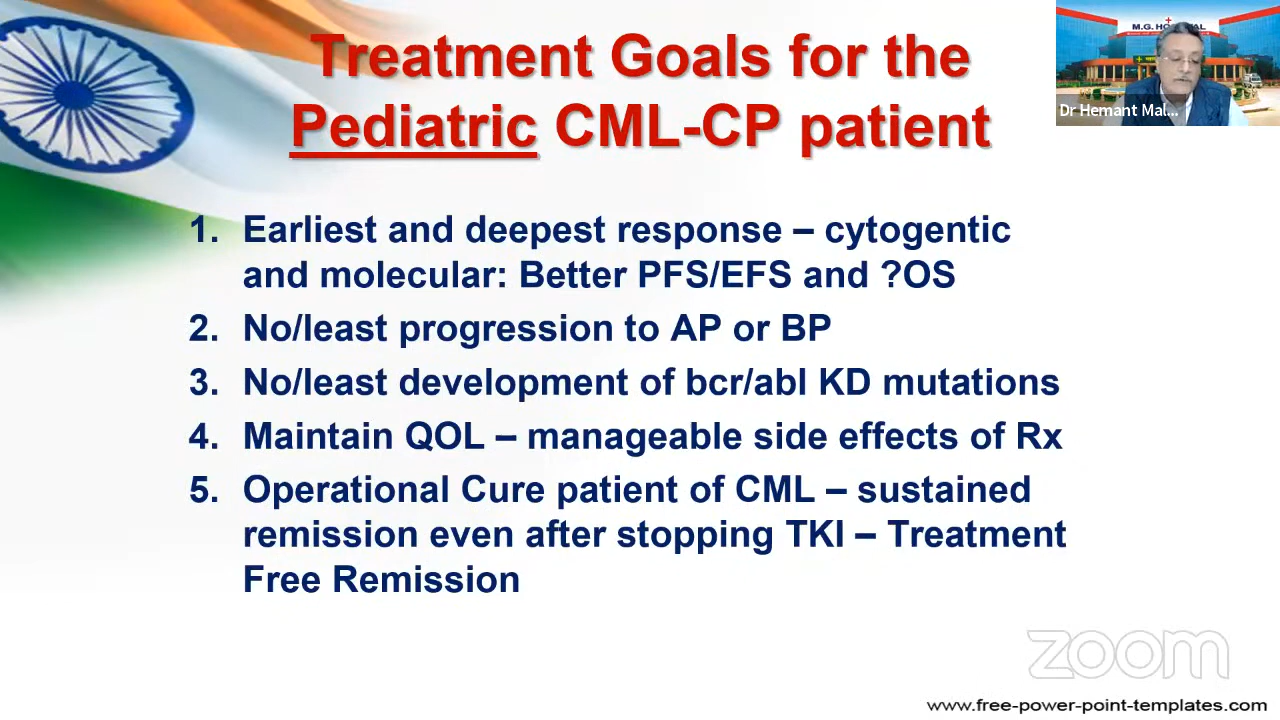 Treatment Goals for the
Pediatric CML-CP patient
M.G. HOSPITAL
Dr Hemant Mal...
1. Earliest and deepest response – cytogentic
and molecular: Better PFS/EFS and ?OS
2. No/least progression to AP or BP
3. No/least development of bcr/abl KD mutations
4. Maintain QOL – manageable side effects of Rx
5. Operational Cure patient of CML – sustained
remission even after stopping TKI – Treatment
Free Remission
zoom
www.free-power-point-templates.com